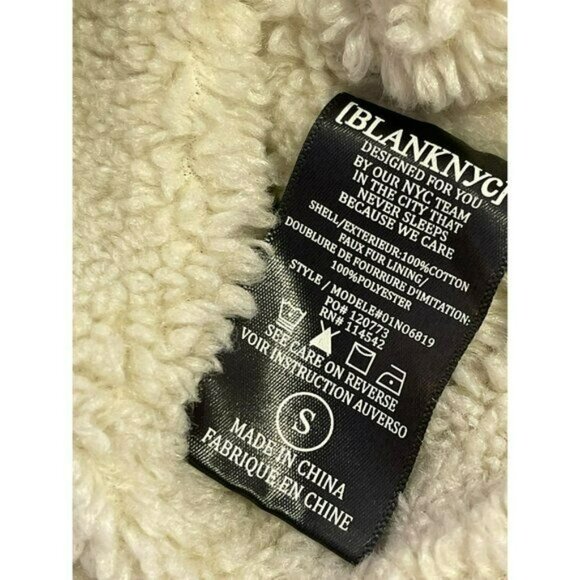 [BLANKNYC]
DESIGNED FOR YOU
BY OUR NYC TEAM
IN THE CITY THAT
NEVER SLEEPS
BECAUSE WE CARE
SHELL/EXTERIEUR:100%COTTON
FAUX FUR LINING/
DOUBLURE DE FOURRURE D'IMITATION:
100%POLYESTER
STYLE / MODELE#01NO6819
PO# 120773
RN# 114542
SEE CARE ON REVERSE
VOIR INSTRUCTION AUVERSO
S
MADE IN CHINA
FABRIQUE EN CHINE